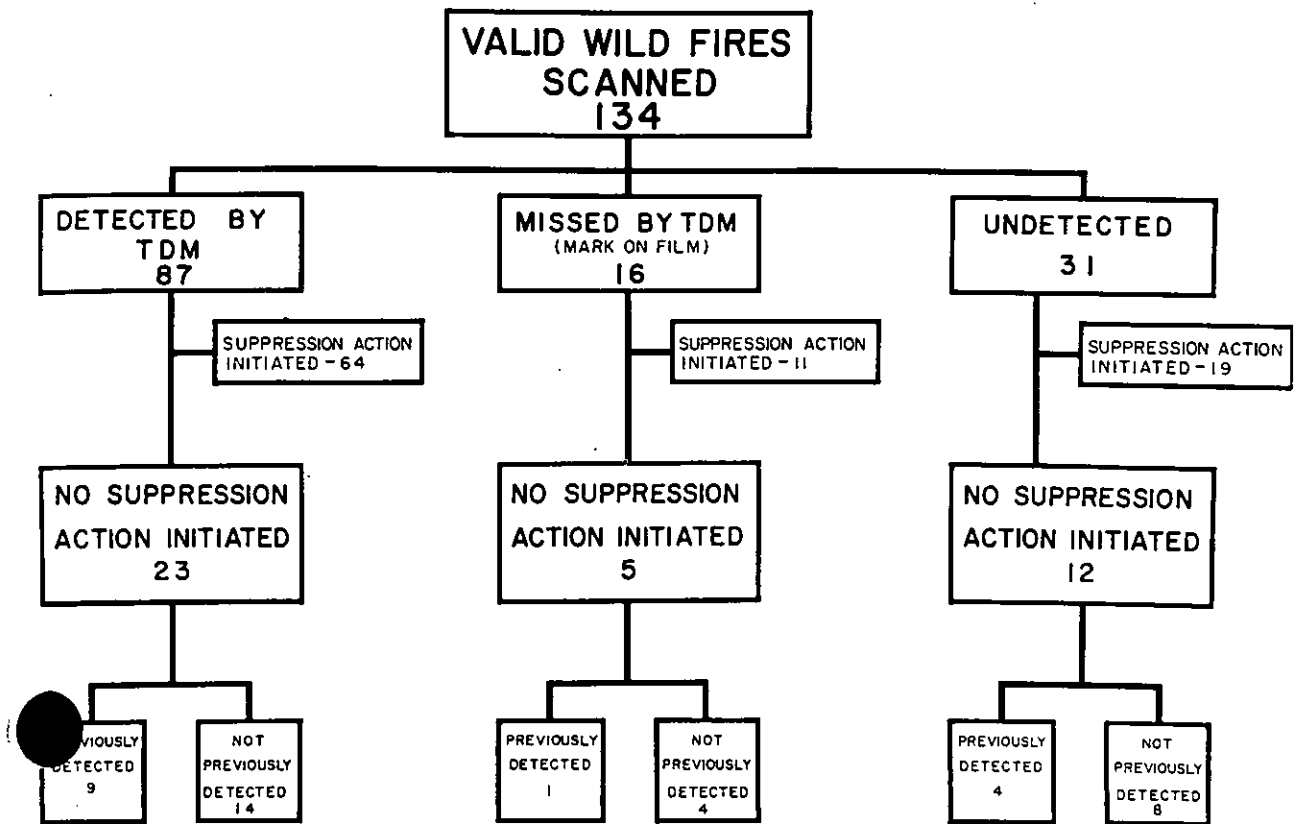 VALID WILD FIRES
SCANNED
134
DETECTED BY
TDM
87
MISSED BY TDM
(MARK ON FILM)
16
UNDETECTED
31
SUPPRESSION ACTION
INITIATED-64
SUPPRESSION ACTION
INITIATED-11
SUPPRESSION ACTION
INITIATED-19
NO SUPPRESSION
ACTION INITIATED
23
NO SUPPRESSION
ACTION INITIATED
5
NO SUPPRESSION
ACTION INITIATED
12
VIOUSLY
DETECTED
9
NOT
PREVIOUSLY
DETECTED
14
PREVIOUSLY
DETECTED
1
NOT
PREVIOUSLY
DETECTED
4
PREVIOUSLY
DETECTED
4
NOT
PREVIOUSLY
DETECTED
8